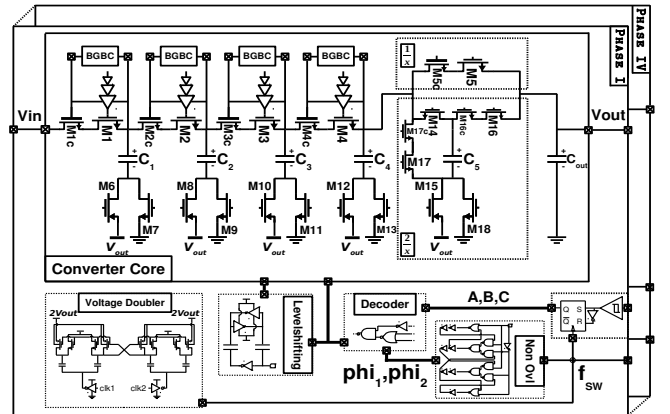 PHASE IV
PHASE I
BGBC BGBC BGBC BGBC
1/x
M5c M5
Vin
Vout
M1c M1 M2c M2 M3c M3 M4c M4
M17c M14 M16c M16
M17
+ - C1 + - C2 + - C3 + - C4 + - C5 + - Cout
M6 M8 M10 M12 M15
M7 M9 M11 M13 M18
Vout Vout Vout Vout Vout
2/x
Converter Core
Voltage Doubler
2Vout 2Vout
clk1 clk2
Levelshifting
Decoder
A,B,C
Q S
Q R
phi1,phi2
Non Ovl
fSW